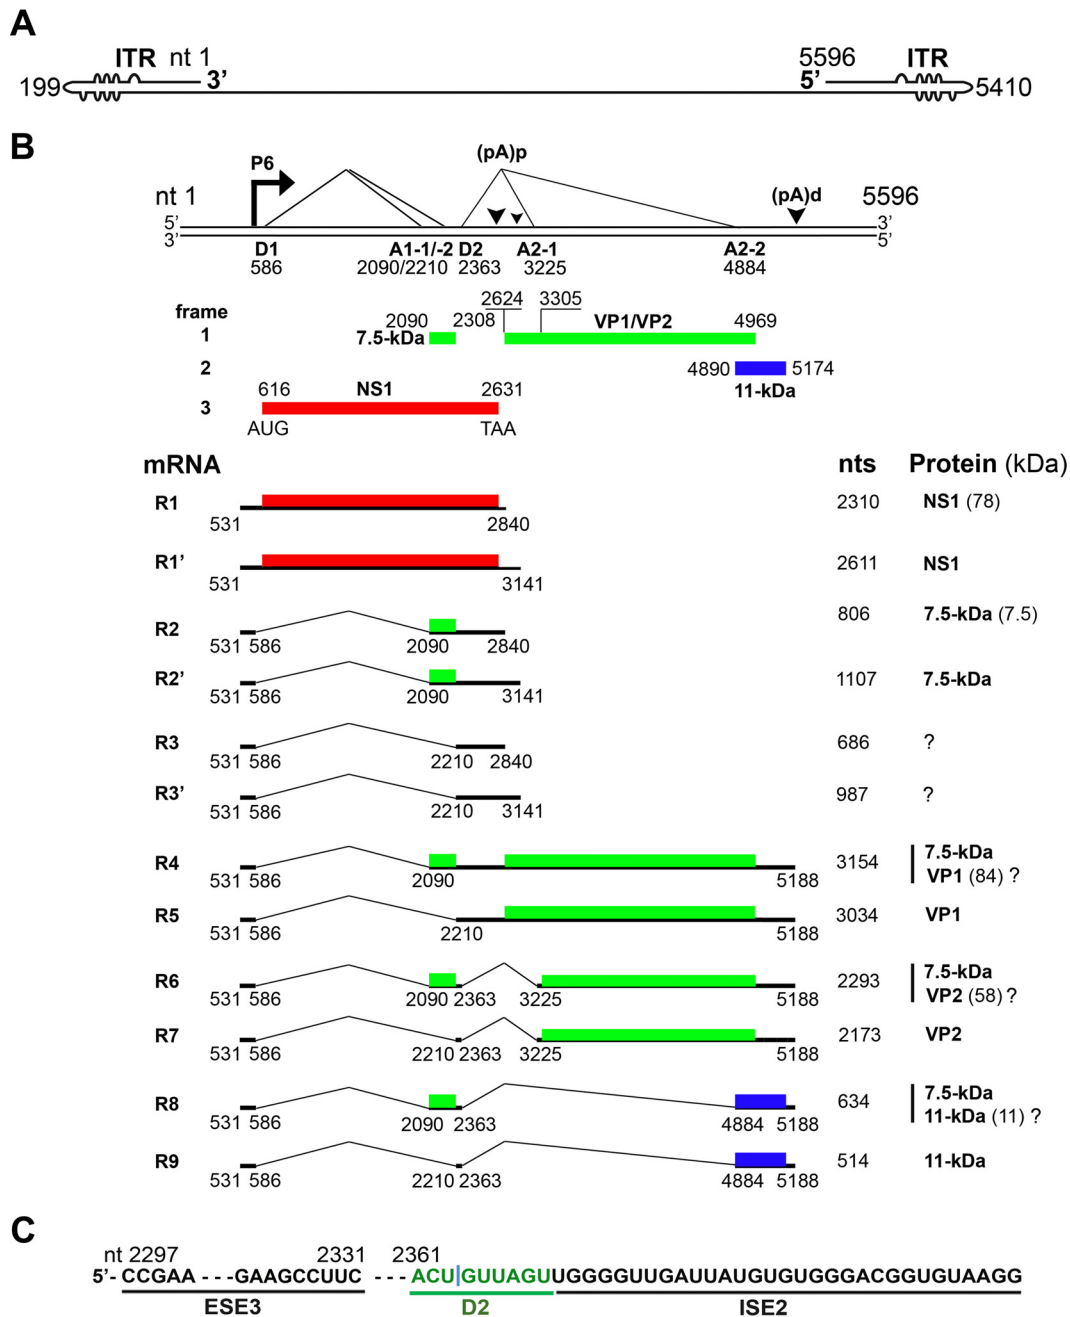 A
ITR nt 1 5596 ITR
199 3’ 5’ 5410
B
(pA)p
P6
nt 1 (pA)d 5596
5’ 3’
3’ 5’
D1 A1-1/-2 D2 A2-1 A2-2
586 2090/2210 2363 3225 4884
2624 3305
frame
2090 2308 VP1/VP2 4969
1 7.5-kDa
2 4890 5174
11-kDa
616 NS1 2631
3
AUG TAA
mRNA nts Protein (kDa)
R1 2310 NS1 (78)
531 2840
R1’ 2611 NS1
531 3141
R2 806 7.5-kDa (7.5)
531 586 2090 2840
R2’ 1107 7.5-kDa
531 586 2090 3141
R3 686 ?
531 586 2210 2840
R3’ 987 ?
531 586 2210 3141
R4 3154 7.5-kDa
VP1 (84) ?
531 586 2090 5188
R5 3034 VP1
531 586 2210 5188
R6 2293 7.5-kDa
VP2 (58) ?
531 586 2090 2363 3225 5188
R7 2173 VP2
531 586 2210 2363 3225 5188
R8 634 7.5-kDa
11-kDa (11) ?
531 586 2090 2363 4884 5188
R9 514 11-kDa
531 586 2210 2363 4884 5188
C
nt 2297 2331 2361
5’- CCGAA ---GAAGCCUUC --- ACU|GUUAGUUGGGGUUGAUUAUGUGUGGGACGGUGUAAGG
ESE3 D2 ISE2